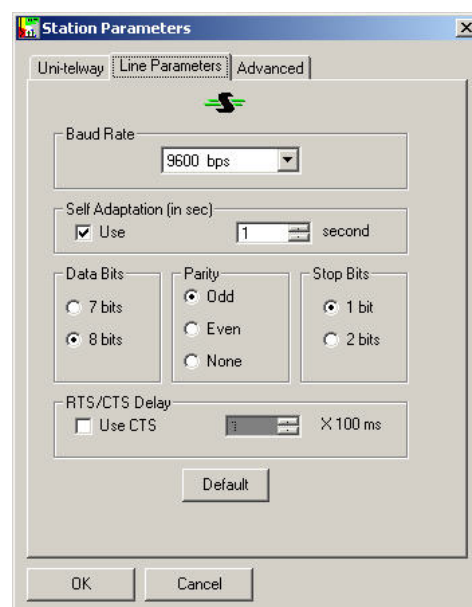 Station Parameters
Uni-telway Line Parameters Advanced
Baud Rate
9600 bps
Self Adaptation (in sec)
Use 1 second
Data Bits Parity Stop Bits
7 bits Odd 1 bit
8 bits Even 2 bits
None
RTS/CTS Delay
Use CTS 1 X 100 ms
Default
OK Cancel